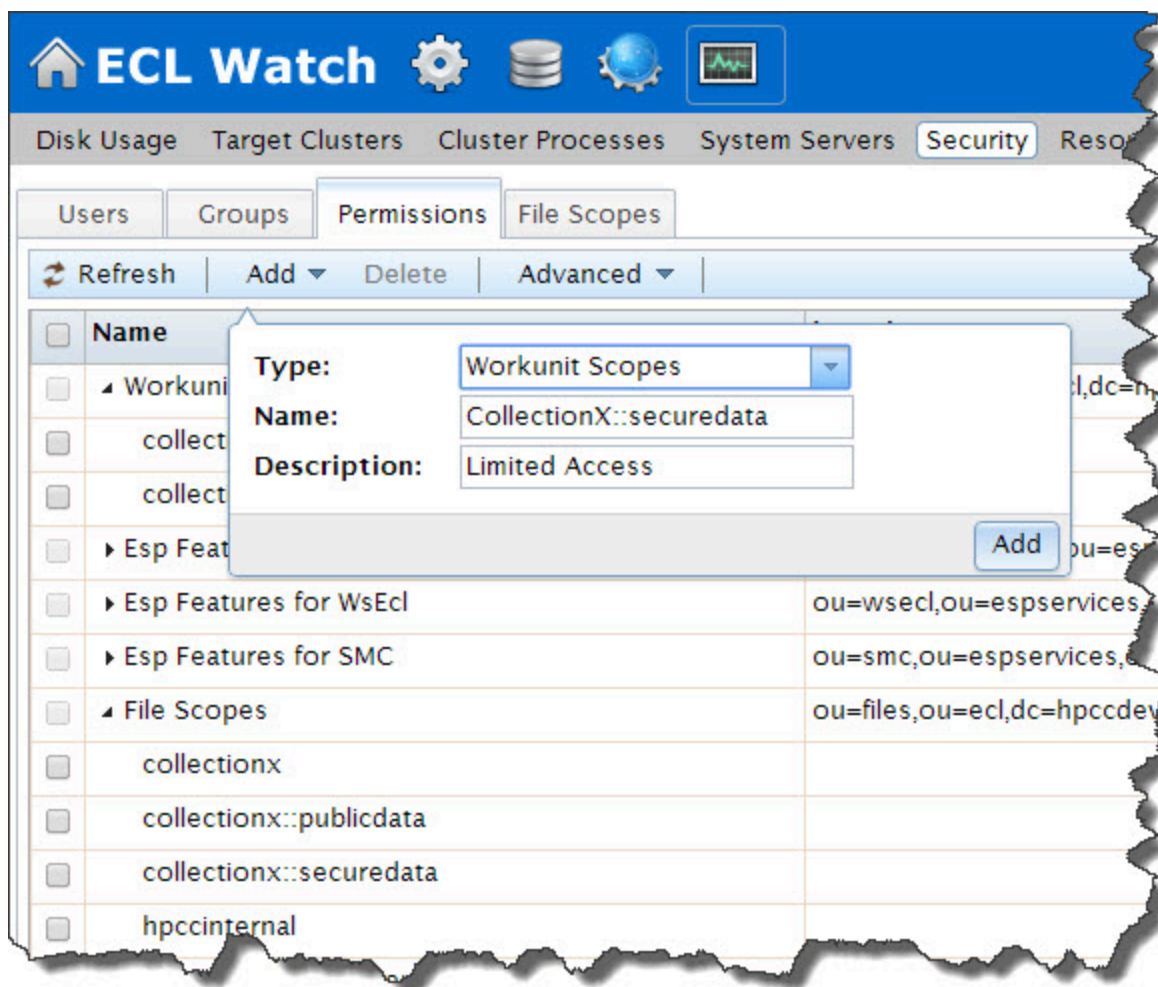 ECL Watch
Disk Usage Target Clusters Cluster Processes System Servers Security
Users Groups Permissions File Scopes
Refresh Add Delete Advanced
Name
Type: Workunit Scopes
Name: CollectionX::securedata
Description: Limited Access
Add
Esp Features for WsEcl ou=wsecl,ou=espservices,
Esp Features for SMC ou=smc,ou=espservices,
File Scopes ou=files,ou=ecl,dc=hpccdev
collectionx
collectionx::publicdata
collectionx::securedata
hpccinternal